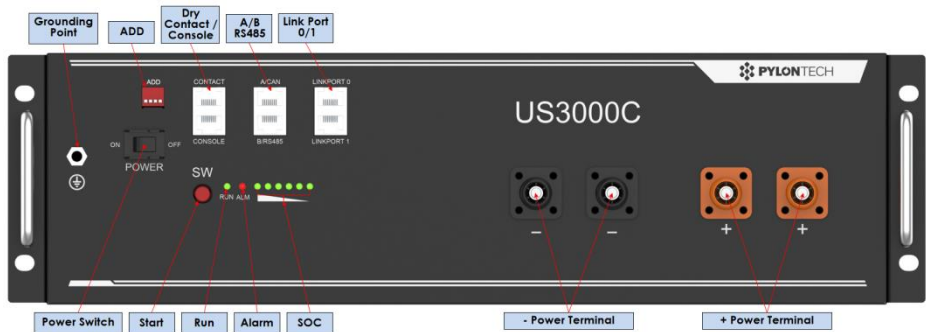 Grounding
Point
ADD
Dry
Contact /
Console
A/B
RS485
Link Port
0/1
PYLONTECH
ADD
CONTACT
A/CAN
LINKPORT 0
US3000C
ON
OFF
POWER
CONSOLE
B/RS485
LINKPORT 1
SW
RUN ALM
−
−
+
+
Power Switch
Start
Run
Alarm
SOC
- Power Terminal
+ Power Terminal